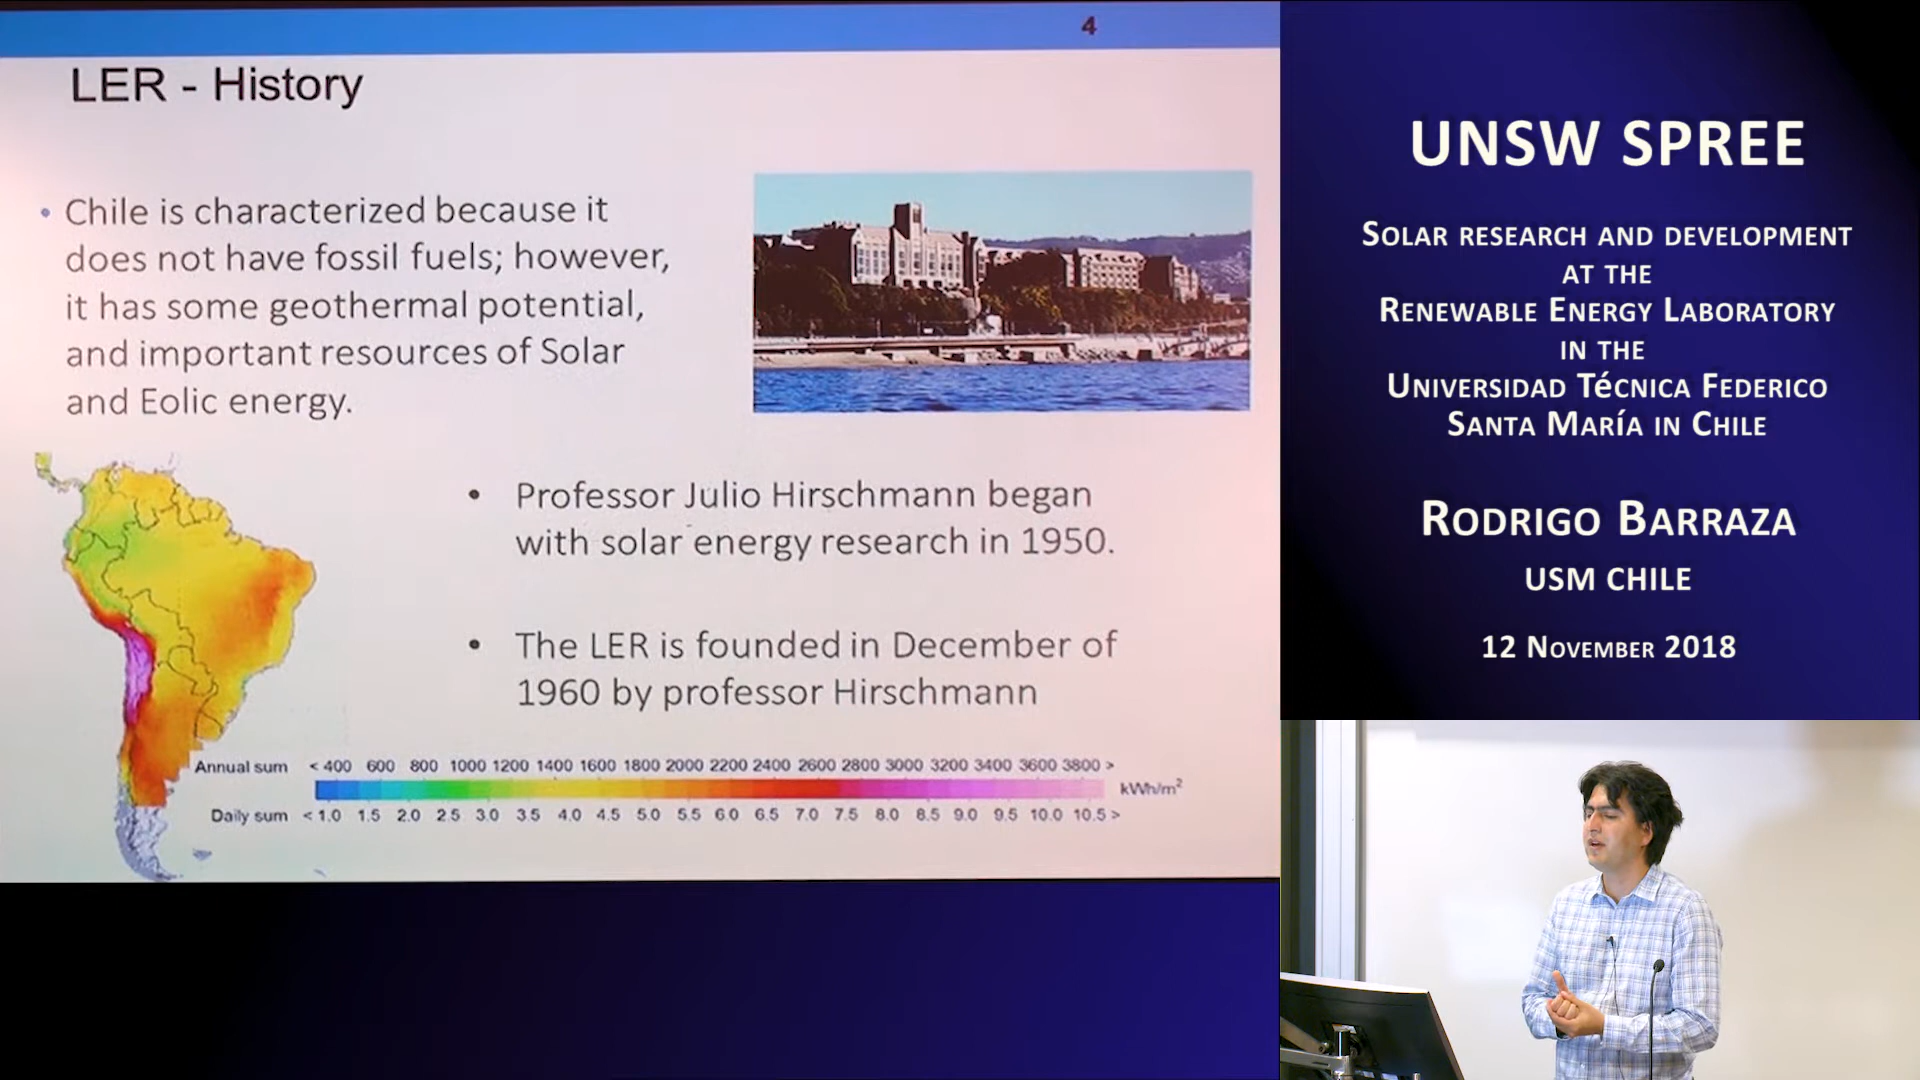 4
LER - History
• Chile is characterized because it
does not have fossil fuels; however,
it has some geothermal potential,
and important resources of Solar
and Eolic energy.
• Professor Julio Hirschmann began
with solar energy research in 1950.
• The LER is founded in December of
1960 by professor Hirschmann
Annual sum < 400 600 800 1000 1200 1400 1600 1800 2000 2200 2400 2600 2800 3000 3200 3400 3600 3800 >
kWh/m²
Daily sum < 1.0 1.5 2.0 2.5 3.0 3.5 4.0 4.5 5.0 5.5 6.0 6.5 7.0 7.5 8.0 8.5 9.0 9.5 10.0 10.5 >
UNSW SPREE
SOLAR RESEARCH AND DEVELOPMENT
AT THE
RENEWABLE ENERGY LABORATORY
IN THE
UNIVERSIDAD TéCNICA FEDERICO
SANTA MARíA IN CHILE
RODRIGO BARRAZA
USM CHILE
12 NOVEMBER 2018